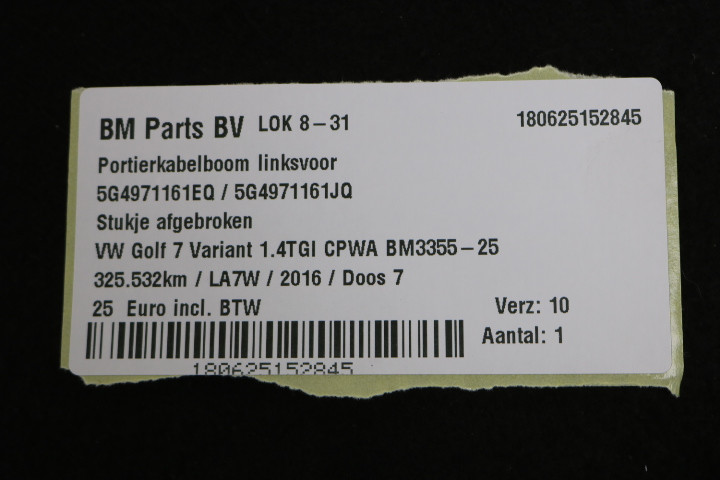 BM Parts BV LOK 8-31 180625152845
Portierkabelboom linksvoor
5G4971161EQ / 5G4971161JQ
Stukje afgebroken
VW Golf 7 Variant 1.4TGI CPWA BM3355-25
325.532km / LA7W / 2016 / Doos 7
25 Euro incl. BTW Verz: 10
Aantal: 1
180625152845